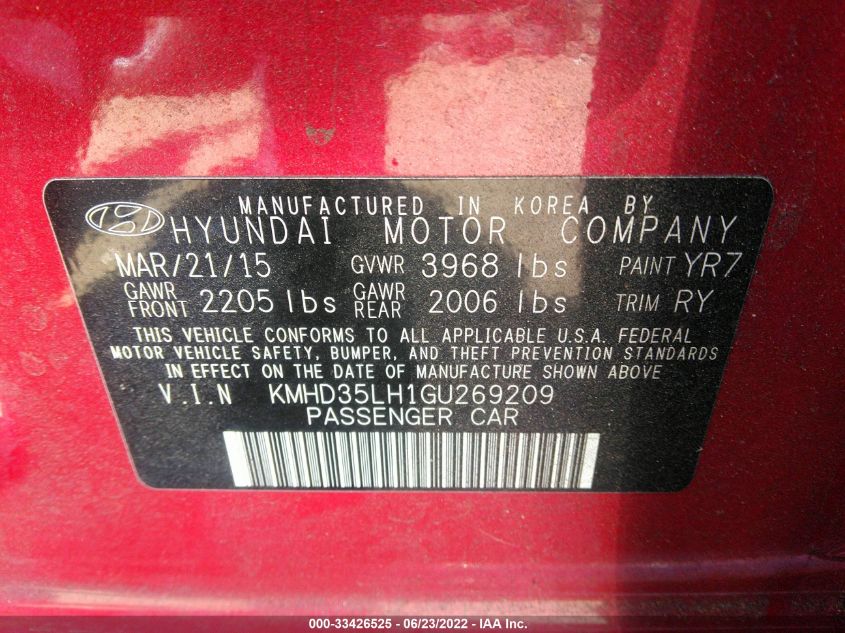 MANUFACTURED IN KOREA BY
HYUNDAI MOTOR COMPANY
MAR/21/15 GVWR 3968 lbs PAINT YR7
GAWR FRONT 2205 lbs GAWR REAR 2006 lbs TRIM RY
THIS VEHICLE CONFORMS TO ALL APPLICABLE U.S.A. FEDERAL
MOTOR VEHICLE SAFETY, BUMPER, AND THEFT PREVENTION STANDARDS
IN EFFECT ON THE DATE OF MANUFACTURE SHOWN ABOVE
V.I.N KMHD35LH1GU269209
PASSENGER CAR
000-33426525 - 06/23/2022 - IAA Inc.